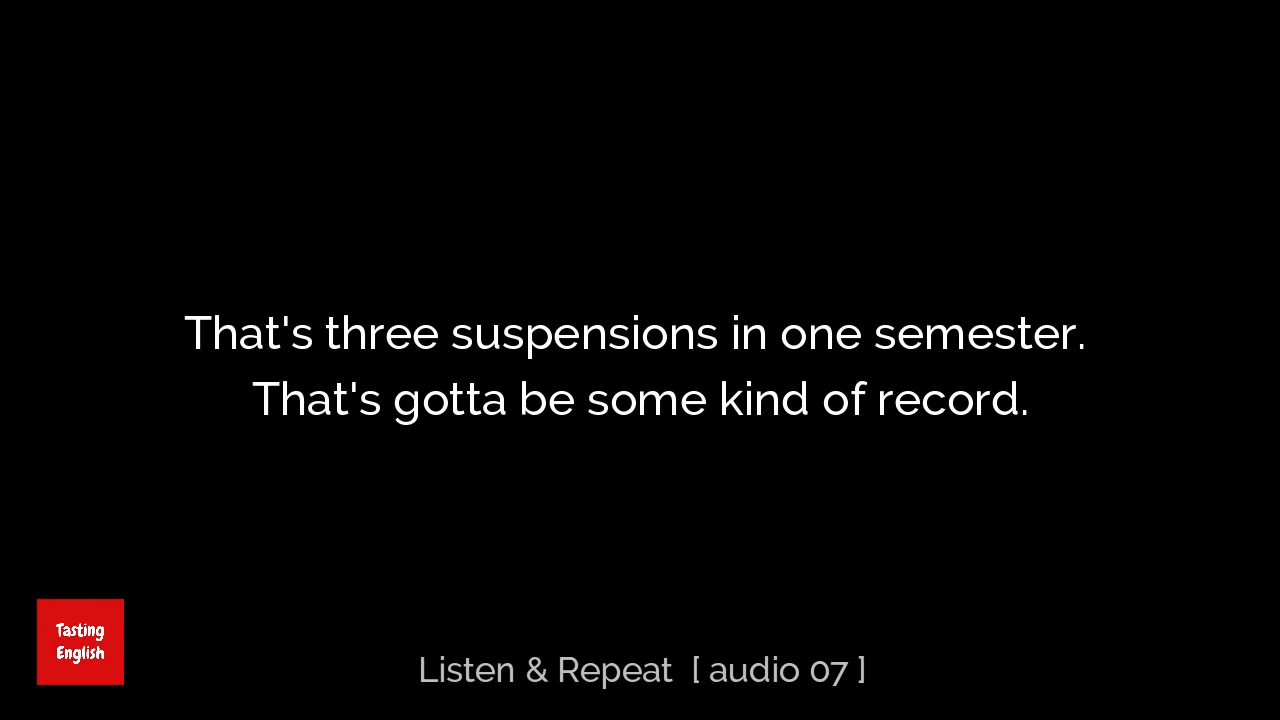 That's three suspensions in one semester.
That's gotta be some kind of record.
Tasting
English
Listen & Repeat [ audio 07 ]